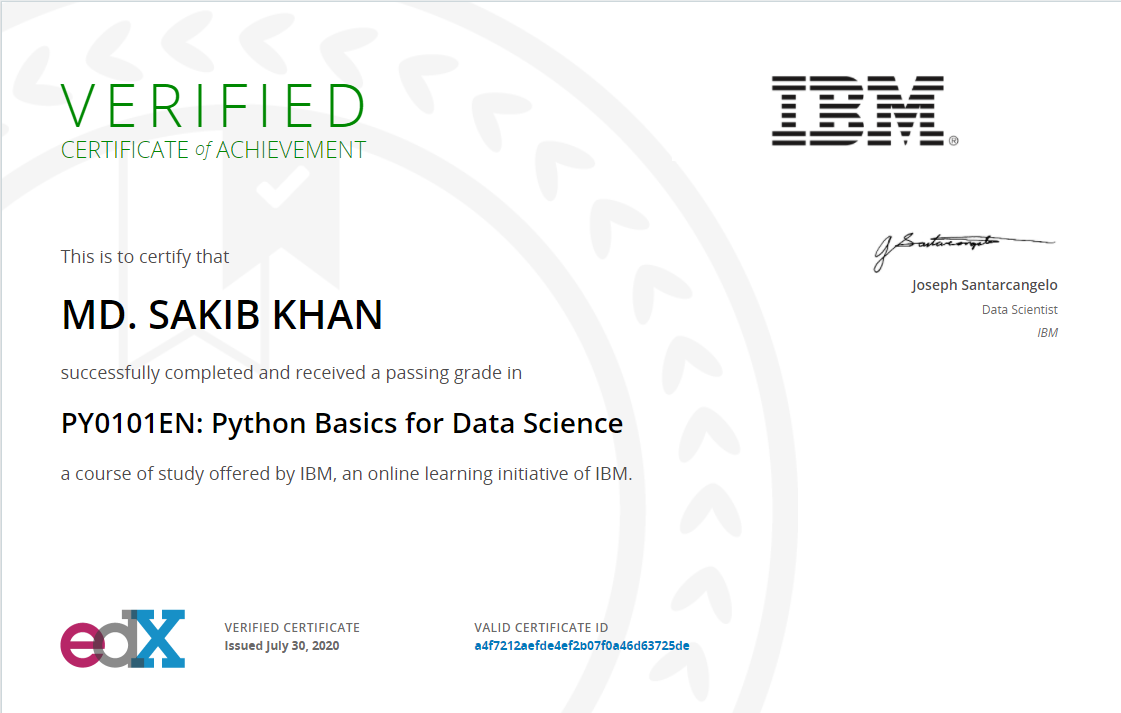 VERIFIED
CERTIFICATE of ACHIEVEMENT
IBM®
This is to certify that
MD. SAKIB KHAN
successfully completed and received a passing grade in
PY0101EN: Python Basics for Data Science
a course of study offered by IBM, an online learning initiative of IBM.
J Santarcangelo
Joseph Santarcangelo
Data Scientist
IBM
edX
VERIFIED CERTIFICATE
Issued July 30, 2020
VALID CERTIFICATE ID
a4f7212aefde4ef2b07f0a46d63725de